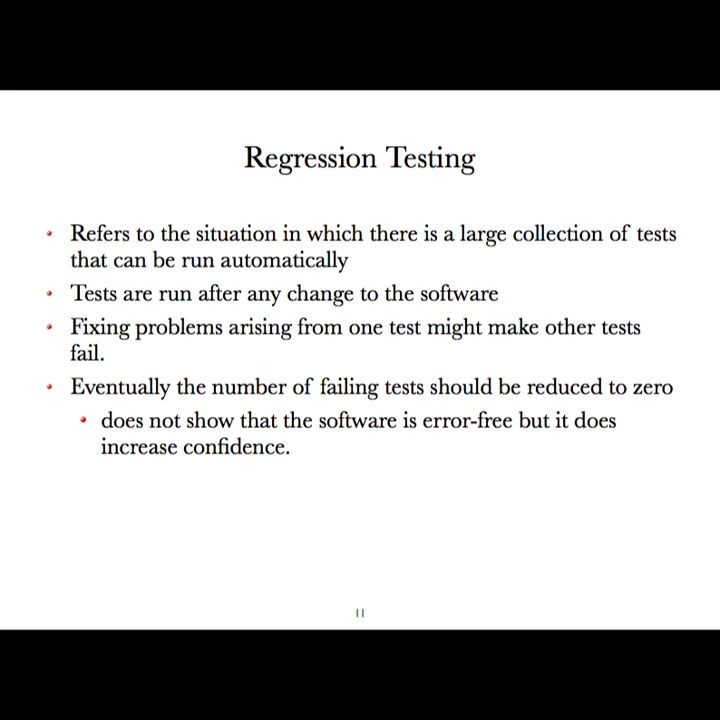 Regression Testing
• Refers to the situation in which there is a large collection of tests
that can be run automatically
• Tests are run after any change to the software
• Fixing problems arising from one test might make other tests
fail.
• Eventually the number of failing tests should be reduced to zero
• does not show that the software is error-free but it does
increase confidence.
11